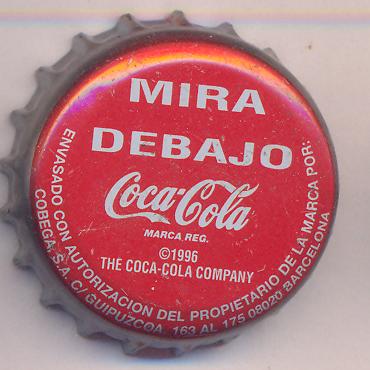 MIRA
DEBAJO
Coca-Cola
MARCA REG.
©1996
THE COCA-COLA COMPANY
ENVASADO CON AUTORIZACION DEL PROPIETARIO DE LA MARCA POR:
COBEGA, S.A. C/ GUIPUZCOA, 163 AL 175 08020 BARCELONA